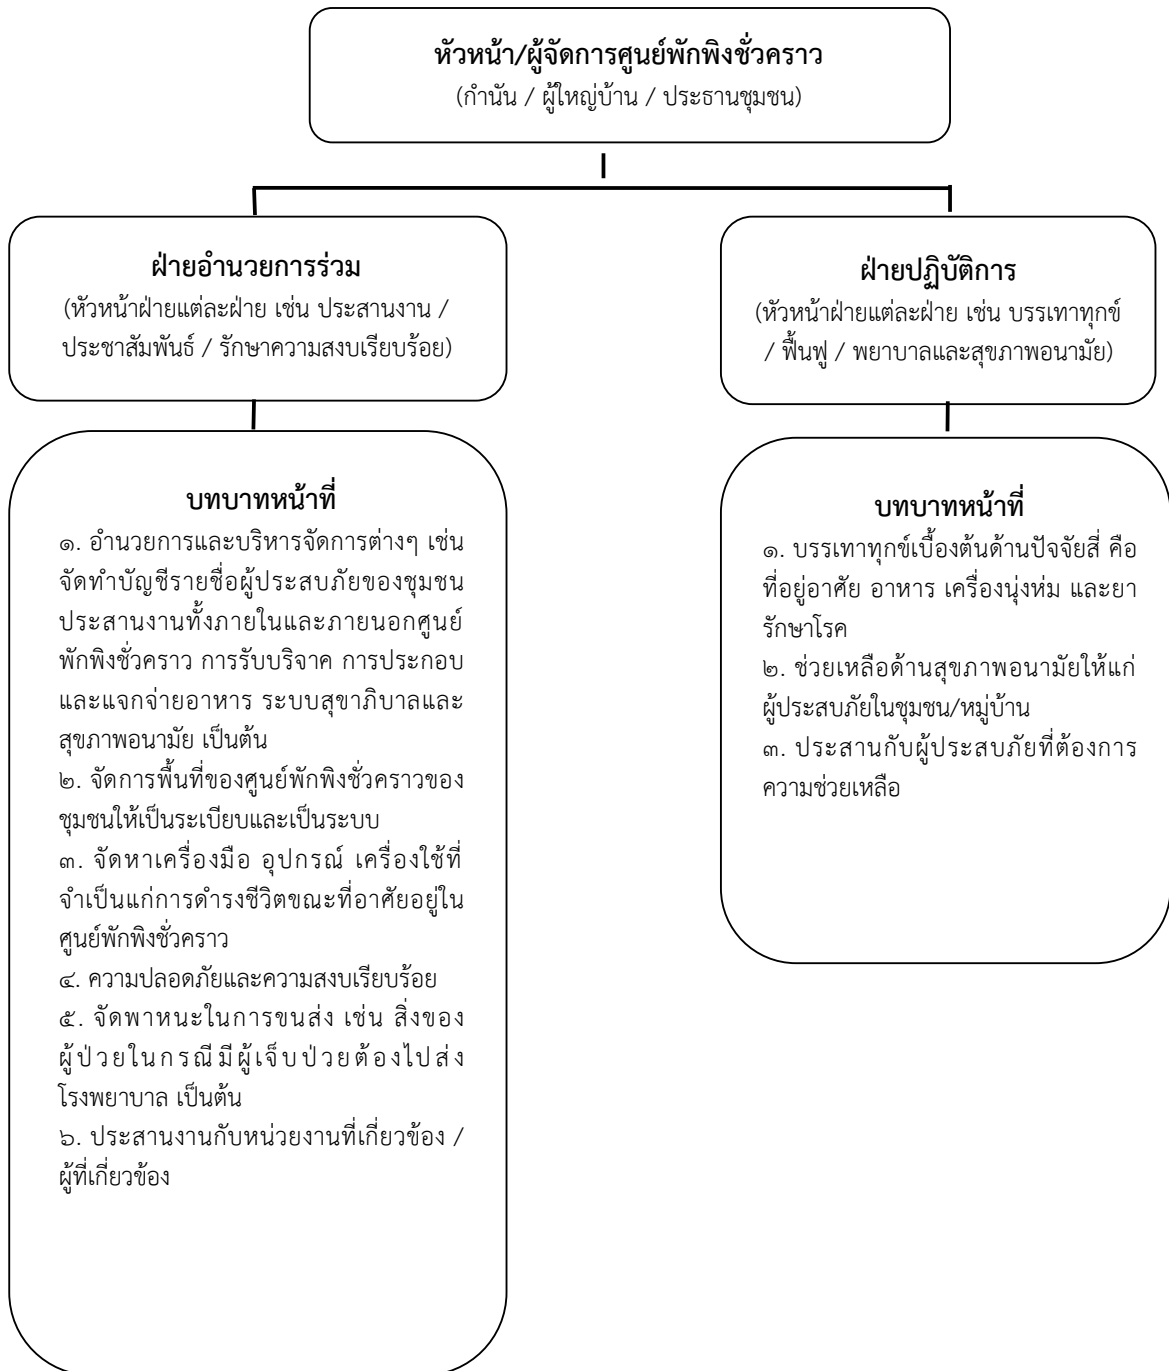 หัวหน้า/ผู้จัดการศูนย์พักพิงชั่วคราว
(กำนัน / ผู้ใหญ่บ้าน / ประธานชุมชน)
ฝ่ายอำนวยการร่วม
(หัวหน้าฝ่ายแต่ละฝ่าย เช่น ประสานงาน /
ประชาสัมพันธ์ / รักษาความสงบเรียบร้อย)
ฝ่ายปฏิบัติการ
(หัวหน้าฝ่ายแต่ละฝ่าย เช่น บรรเทาทุกข์
/ ฟื้นฟู / พยาบาลและสุขภาพอนามัย)
บทบาทหน้าที่
๑. อำนวยการและบริหารจัดการต่างๆ เช่น
จัดทำบัญชีรายชื่อผู้ประสบภัยของชุมชน
ประสานงานทั้งภายในและภายนอกศูนย์
พักพิงชั่วคราว การรับบริจาค การประกอบ
และแจกจ่ายอาหาร ระบบสุขาภิบาลและ
สุขภาพอนามัย เป็นต้น
๒. จัดการพื้นที่ของศูนย์พักพิงชั่วคราวของ
ชุมชนให้เป็นระเบียบและเป็นระบบ
๓. จัดหาเครื่องมือ อุปกรณ์ เครื่องใช้ที่
จำเป็นแก่การดำรงชีวิตขณะที่อาศัยอยู่ใน
ศูนย์พักพิงชั่วคราว
๔. ความปลอดภัยและความสงบเรียบร้อย
๕. จัดพาหนะในการขนส่ง เช่น สิ่งของ
ผู้ป่วยในกรณีมีผู้เจ็บป่วยต้องไปส่ง
โรงพยาบาล เป็นต้น
๖. ประสานงานกับหน่วยงานที่เกี่ยวข้อง /
ผู้ที่เกี่ยวข้อง
บทบาทหน้าที่
๑. บรรเทาทุกข์เบื้องต้นด้านปัจจัยสี่ คือ
ที่อยู่อาศัย อาหาร เครื่องนุ่งห่ม และยา
รักษาโรค
๒. ช่วยเหลือด้านสุขภาพอนามัยให้แก่
ผู้ประสบภัยในชุมชน/หมู่บ้าน
๓. ประสานกับผู้ประสบภัยที่ต้องการ
ความช่วยเหลือ